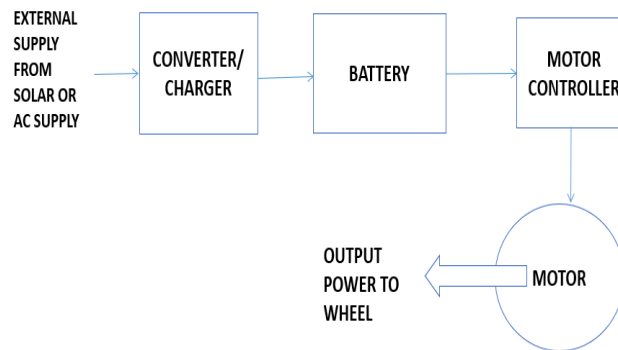 EXTERNAL
SUPPLY
FROM
SOLAR OR
AC SUPPLY
CONVERTER/
CHARGER
BATTERY
MOTOR
CONTROLLER
MOTOR
OUTPUT
POWER TO
WHEEL